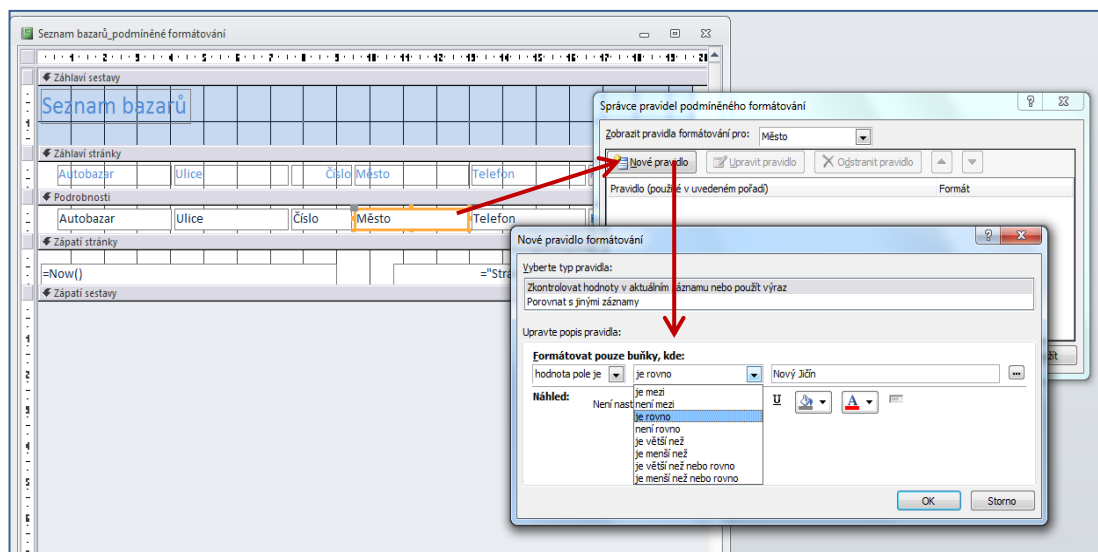 Seznam bazarů_podmíněné formátování
Záhlaví sestavy
Seznam bazarů
Záhlaví stránky
Autobazar Ulice Číslo Město Telefon
Podrobnosti
Autobazar Ulice Číslo Město Telefon
Zápatí stránky
=Now() ="Stra
Zápatí sestavy
Správce pravidel podmíněného formátování
Zobrazit pravidla formátování pro: Město
Nové pravidlo Upravit pravidlo Odstranit pravidlo
Pravidlo (použité v uvedeném pořadí) Formát
Nové pravidlo formátování
Vyberte typ pravidla:
Zkontrolovat hodnoty v aktuálním záznamu nebo použít výraz
Porovnat s jinými záznamy
Upravte popis pravidla:
Formátovat pouze buňky, kde:
hodnota pole je je rovno Nový Jičín ...
Náhled: Není nast U A
je mezi
není mezi
je rovno
není rovno
je větší než
je menší než
je větší než nebo rovno
je menší než nebo rovno
OK Storno